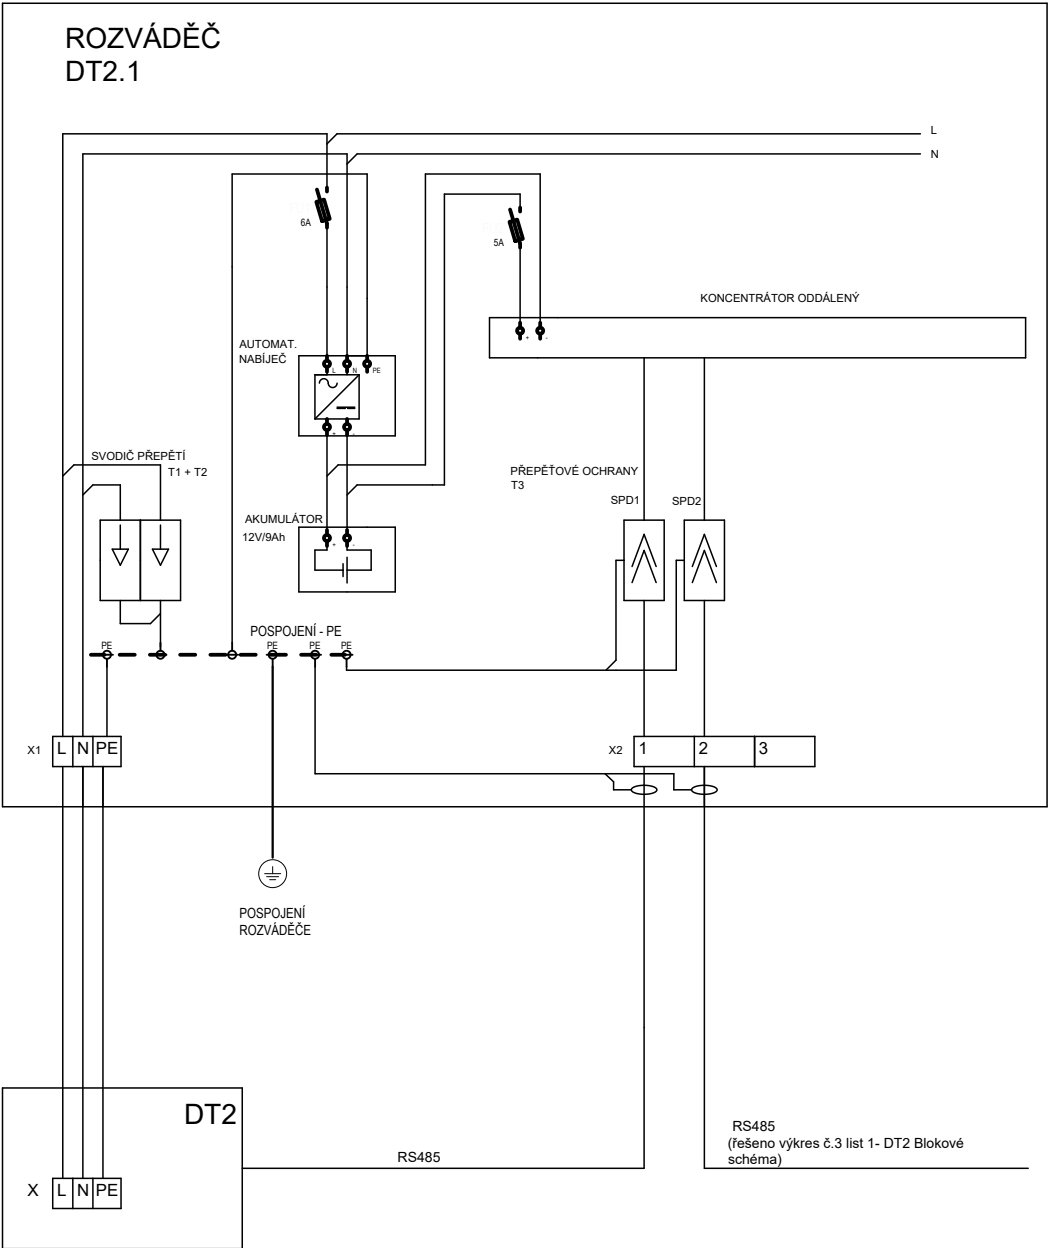 ROZVÁDĚČ
DT2.1
L
N
6A
5A
KONCENTRÁTOR ODDÁLENÝ
+ -
AUTOMAT.
NABÍJEČ
L N PE
+ -
SVODIČ PŘEPĚTÍ
T1 + T2
PŘEPĚŤOVÉ OCHRANY
T3
SPD1 SPD2
AKUMULÁTOR
12V/9Ah
+ -
POSPOJENÍ - PE
PE PE PE PE
X1 L N PE
X2 1 2 3
POSPOJENÍ
ROZVÁDĚČE
DT2
RS485
RS485
(řešeno výkres č.3 list 1- DT2 Blokové
schéma)
X L N PE